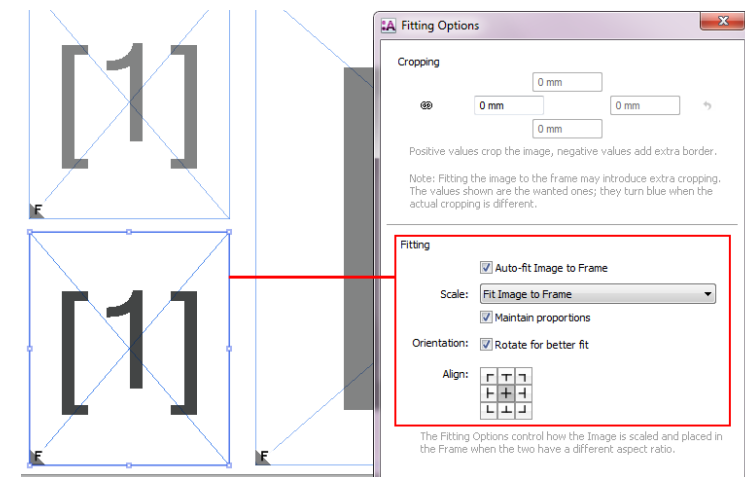 [1]
F
[1]
F
F
:A Fitting Options
Cropping
0 mm
0 mm
0 mm
0 mm
Positive values crop the image, negative values add extra border.
Note: Fitting the image to the frame may introduce extra cropping.
The values shown are the wanted ones; they turn blue when the
actual cropping is different.
Fitting
Auto-fit Image to Frame
Scale: Fit Image to Frame
Maintain proportions
Orientation: Rotate for better fit
Align:
The Fitting Options control how the Image is scaled and placed in
the Frame when the two have a different aspect ratio.